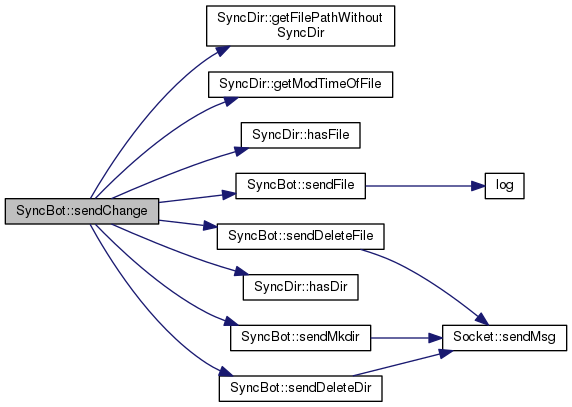 SyncDir::getFilePathWithout
SyncDir
SyncDir::getModTimeOfFile
SyncDir::hasFile
SyncBot::sendFile
log
SyncBot::sendChange
SyncBot::sendDeleteFile
SyncDir::hasDir
SyncBot::sendMkdir
Socket::sendMsg
SyncBot::sendDeleteDir